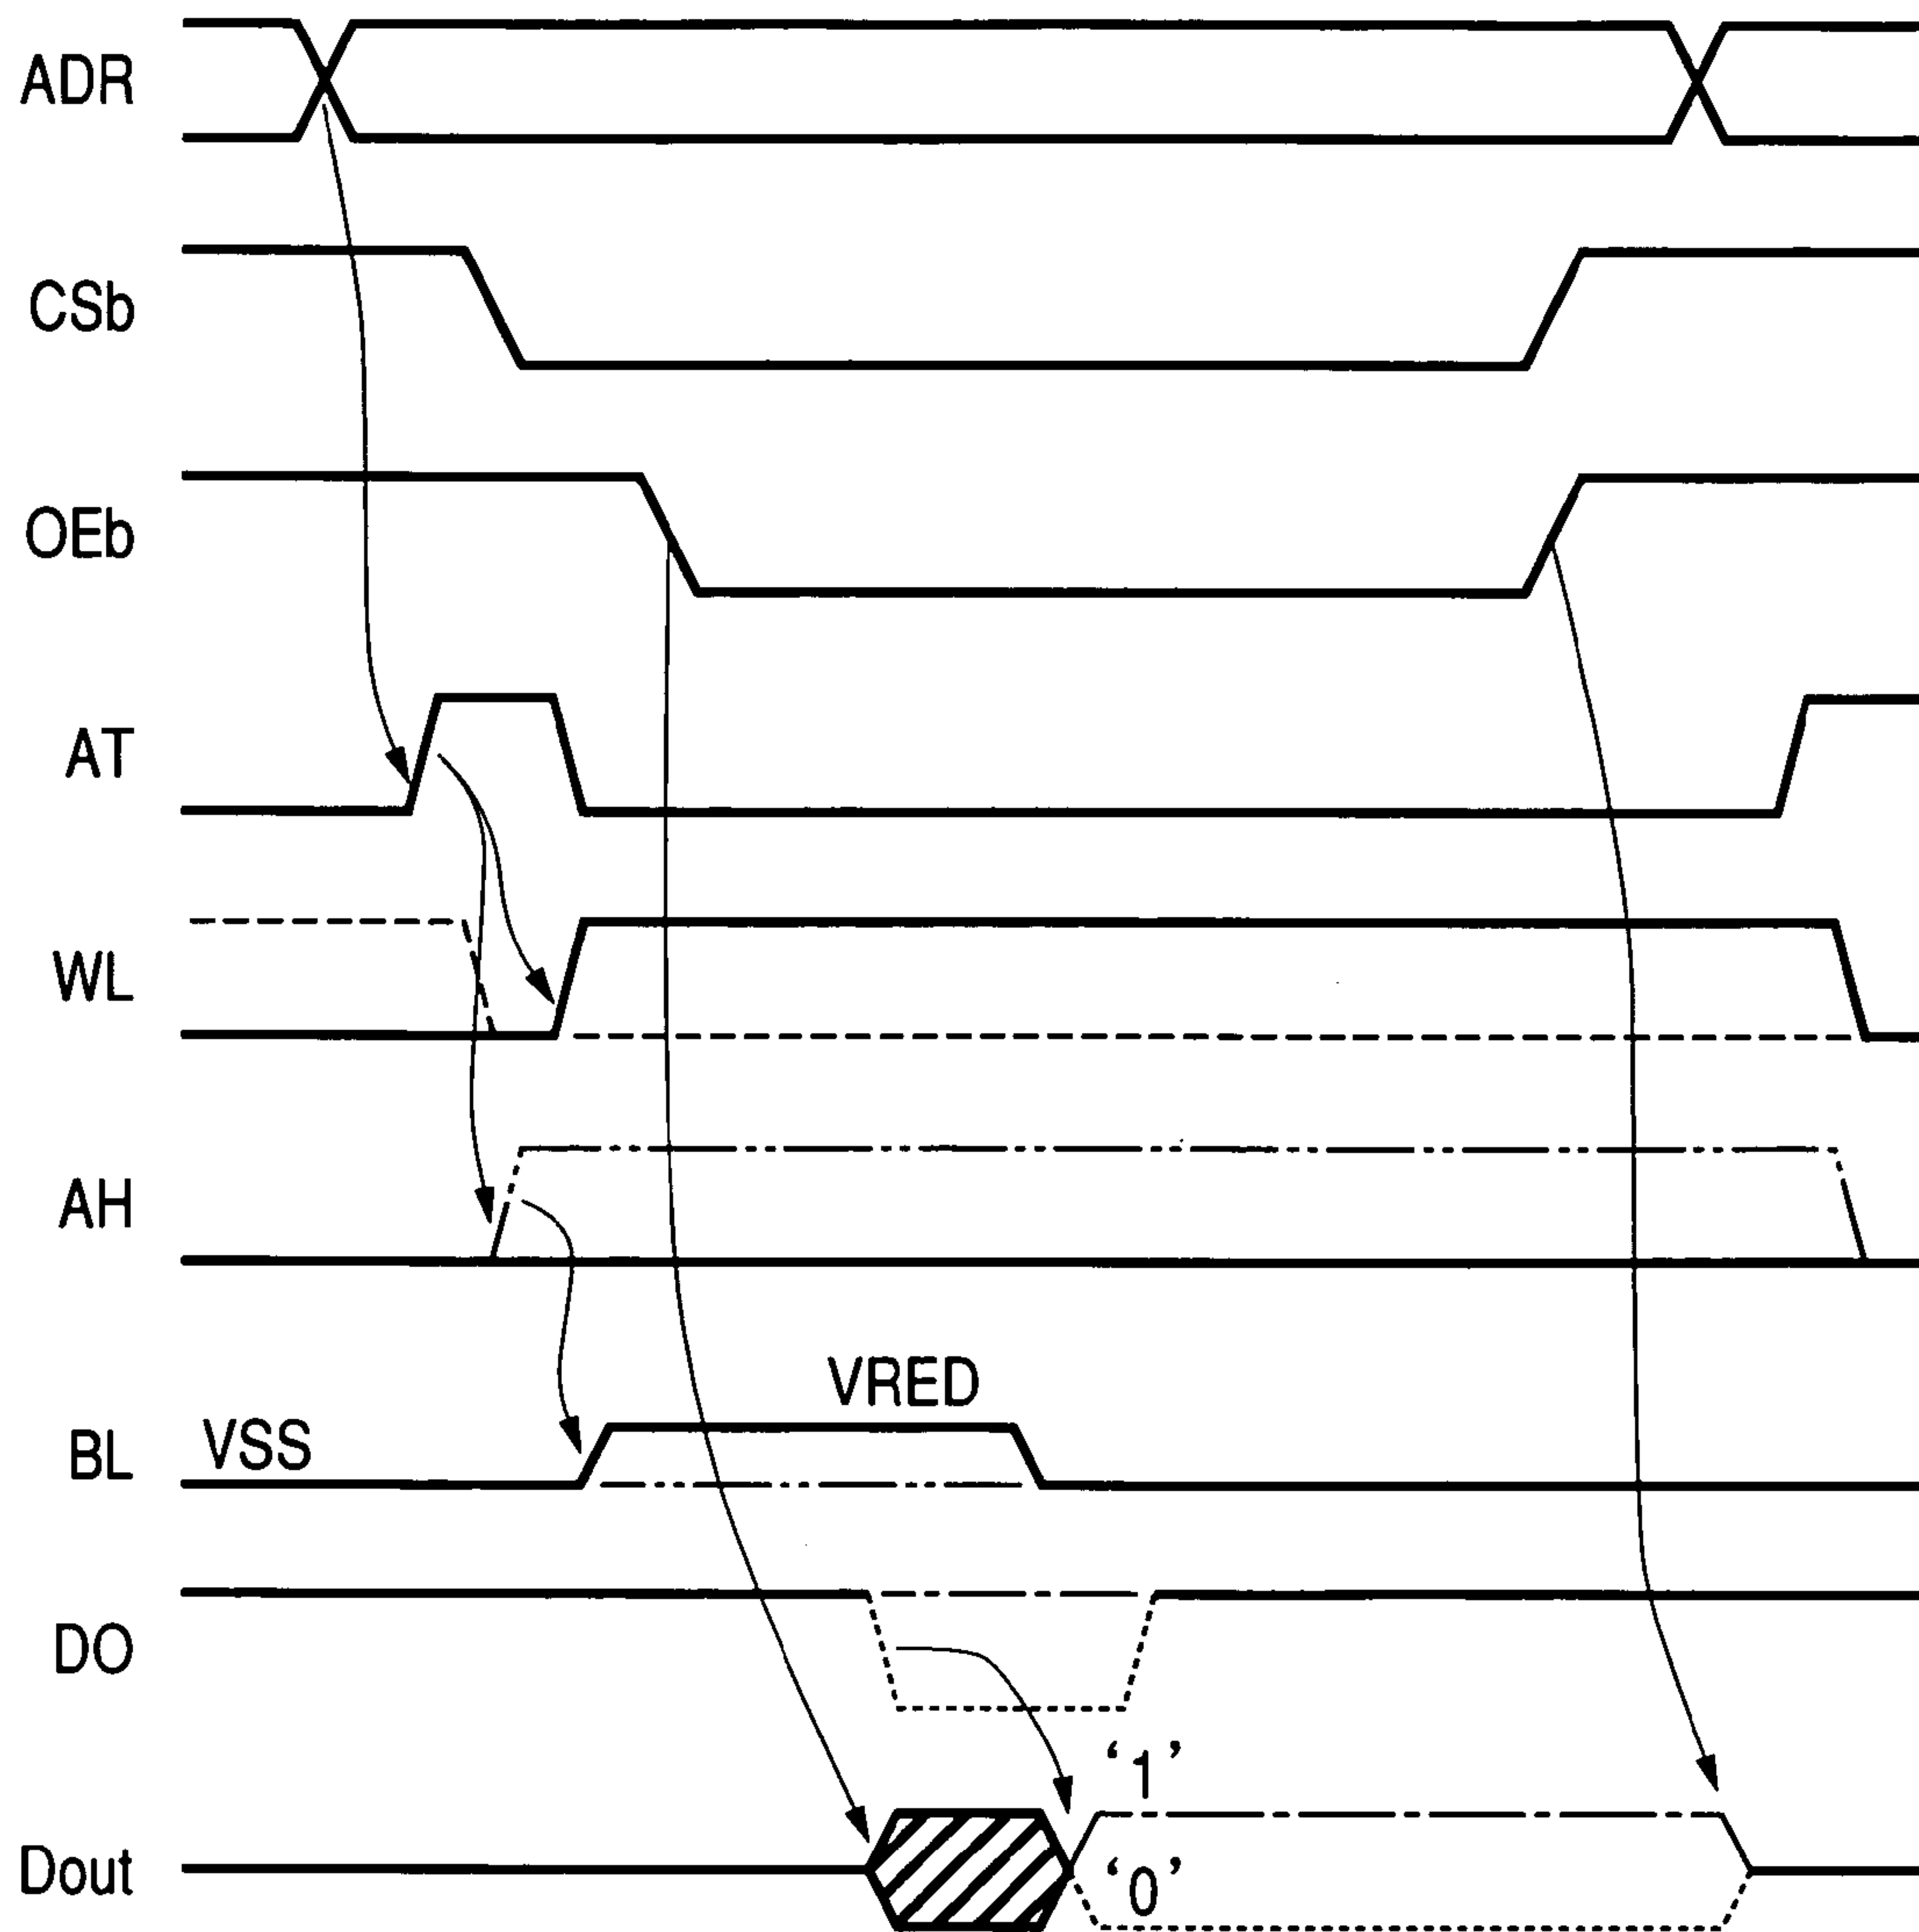 ADR
CSb
OEb
AT
WL
AH
VRED
BL VSS
DO
‘1’
Dout ‘0’